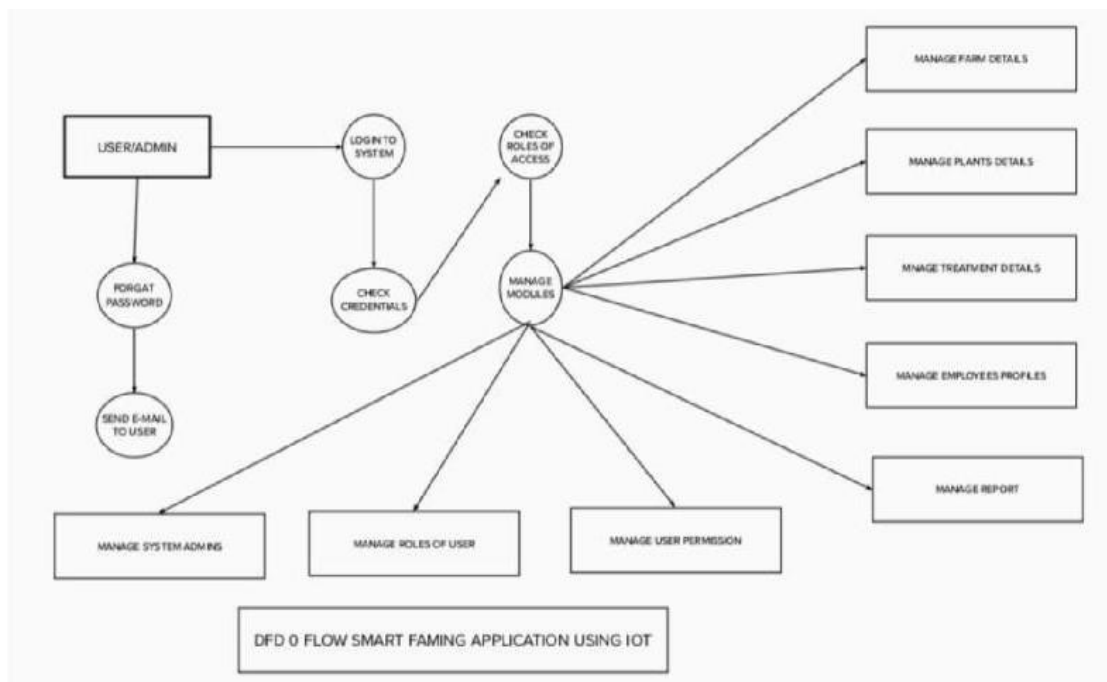 MANAGE FARM DETAILS
USER/ADMIN
LOGIN TO
SYSTEM
CHECK
ROLES OF
ACCESS
MANAGE PLANTS DETAILS
FORGAT
PASSWORD
CHECK
CREDENTIALS
MANAGE
MODULES
MNAGE TREATMENT DETAILS
MANAGE EMPLOYEES PROFILES
SEND E-MAIL
TO USER
MANAGE REPORT
MANAGE SYSTEM ADMINS
MANAGE ROLES OF USER
MANAGE USER PERMISSION
DFD 0 FLOW SMART FAMING APPLICATION USING IOT